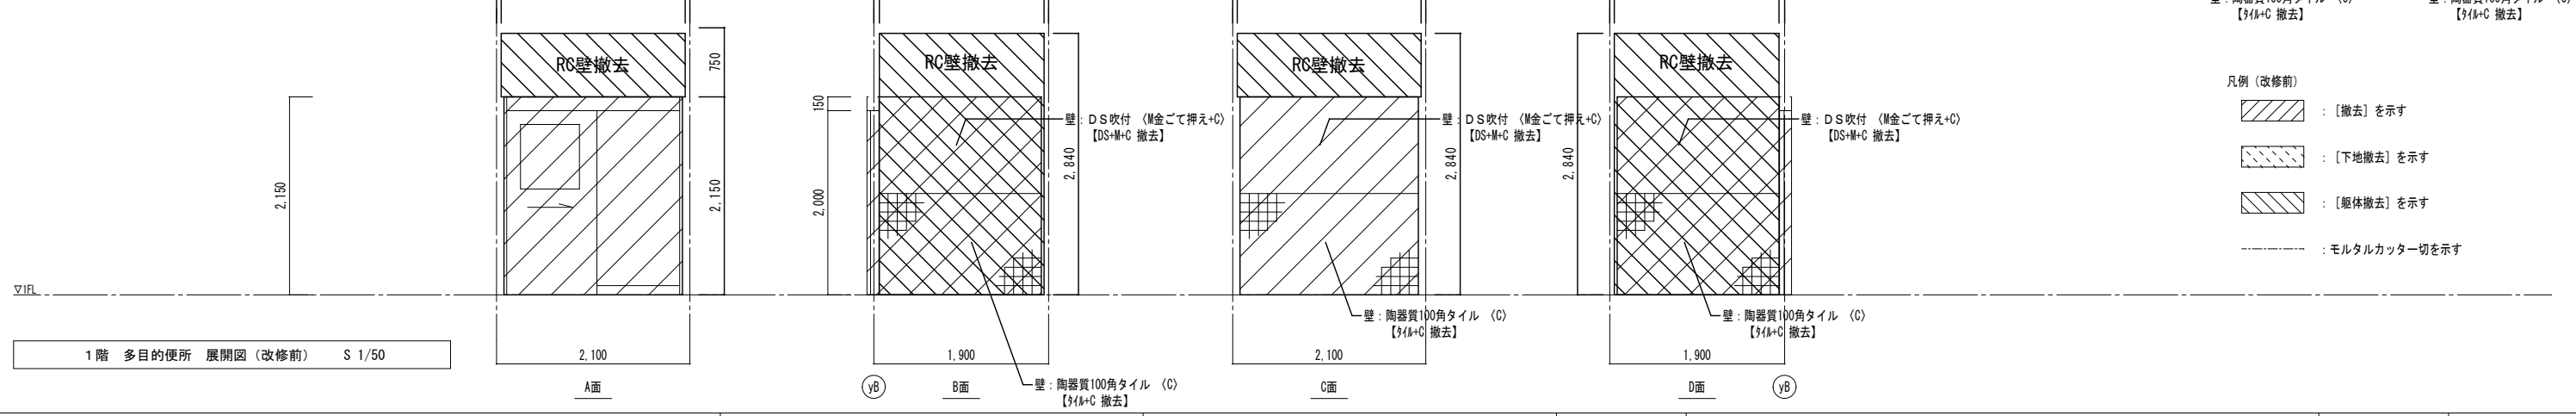 【ﾀｲﾙ+C 撤去】
【ﾀｲﾙ+C 撤去】
RC壁撤去
RC壁撤去
RC壁撤去
RC壁撤去
750
2,150
2,150
150
2,000
2,840
2,840
2,840
壁：ＤＳ吹付 〈M金ごて押え+C〉
【DS+M+C 撤去】
壁：ＤＳ吹付 〈M金ごて押え+C〉
【DS+M+C 撤去】
壁：ＤＳ吹付 〈M金ごて押え+C〉
【DS+M+C 撤去】
凡例（改修前）
：［撤去］を示す
：［下地撤去］を示す
：［躯体撤去］を示す
：モルタルカッター切を示す
▽1FL
壁：陶器質100角タイル 〈C〉
【ﾀｲﾙ+C 撤去】
壁：陶器質100角タイル 〈C〉
【ﾀｲﾙ+C 撤去】
1階　多目的便所　展開図（改修前）　　S 1/50
2,100
1,900
2,100
1,900
A面
yB
B面
壁：陶器質100角タイル 〈C〉
【ﾀｲﾙ+C 撤去】
C面
D面
yB